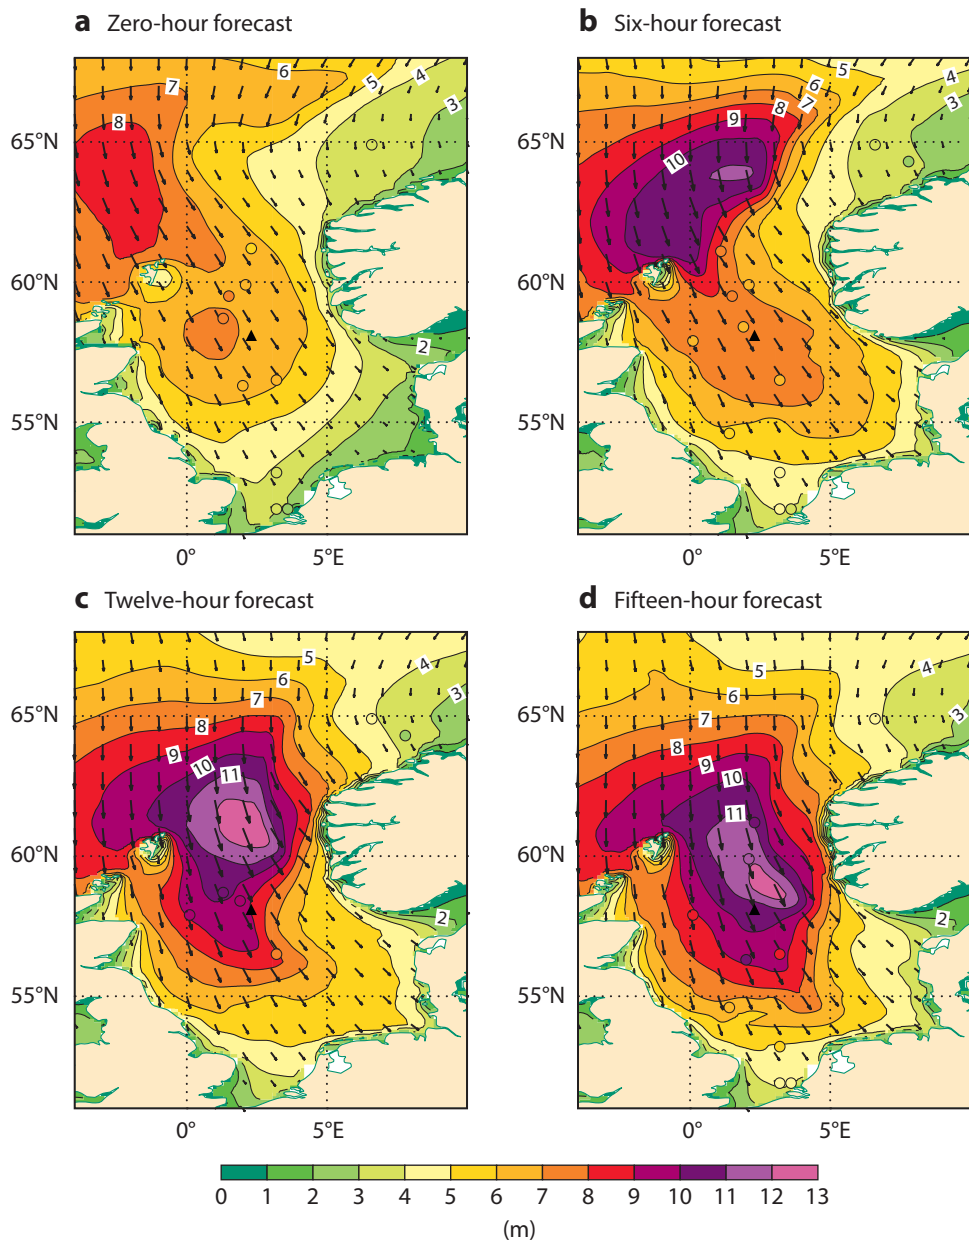 a Zero-hour forecast
b Six-hour forecast
7 6 5 4 3
8
2
65°N
60°N
55°N
0° 5°E
5 4
6 3
7
8
9
10
65°N
60°N
55°N
0° 5°E
c Twelve-hour forecast
d Fifteen-hour forecast
5 4
6 3
7
8
9
10
11
2
65°N
60°N
55°N
0° 5°E
5 4
6 3
7
8
9
10
11
2
65°N
60°N
55°N
0° 5°E
0 1 2 3 4 5 6 7 8 9 10 11 12 13
(m)